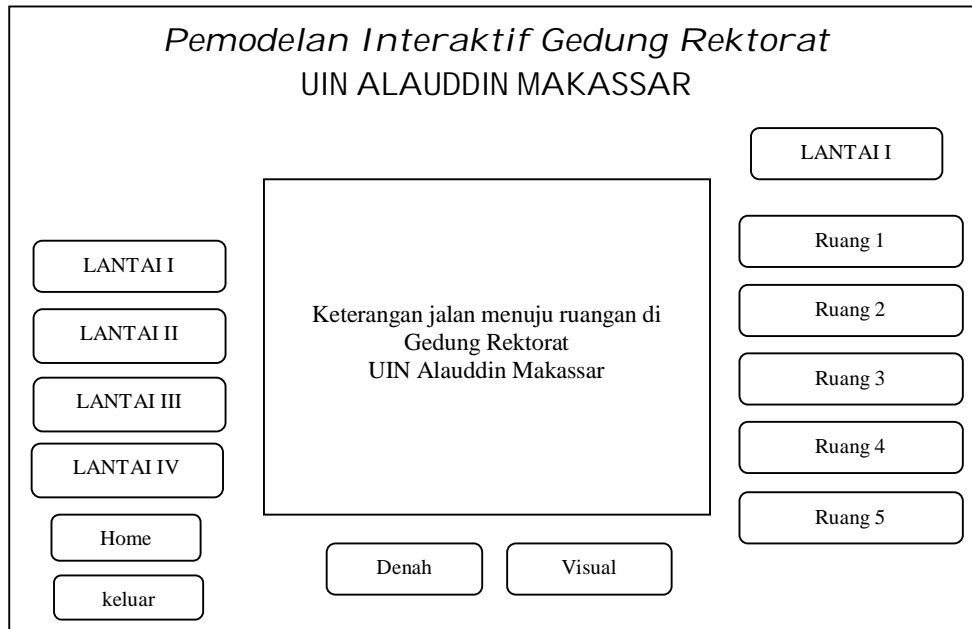 Pemodelan Interaktif Gedung Rektorat
UIN ALAUDDIN MAKASSAR
LANTAI I
LANTAI II
LANTAI III
LANTAI IV
Home
keluar
Keterangan jalan menuju ruangan di
Gedung Rektorat
UIN Alauddin Makassar
Denah
Visual
LANTAI I
Ruang 1
Ruang 2
Ruang 3
Ruang 4
Ruang 5